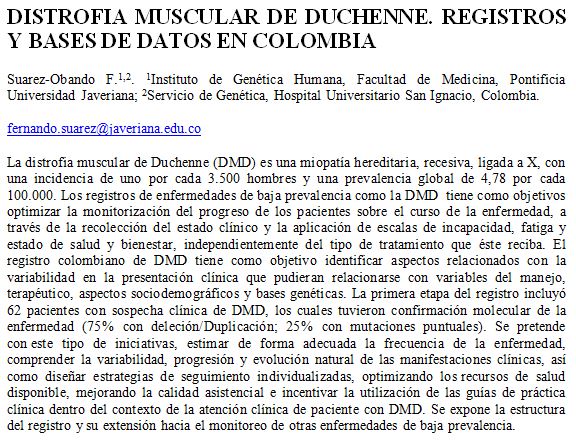 DISTROFIA MUSCULAR DE DUCHENNE. REGISTROS
Y BASES DE DATOS EN COLOMBIA
Suarez-Obando F.1,2. 1Instituto de Genética Humana, Facultad de Medicina, Pontificia
Universidad Javeriana; 2Servicio de Genética, Hospital Universitario San Ignacio, Colombia.
fernando.suarez@javeriana.edu.co
La distrofia muscular de Duchenne (DMD) es una miopatía hereditaria, recesiva, ligada a X, con
una incidencia de uno por cada 3.500 hombres y una prevalencia global de 4,78 por cada
100.000. Los registros de enfermedades de baja prevalencia como la DMD tiene como objetivos
optimizar la monitorización del progreso de los pacientes sobre el curso de la enfermedad, a
través de la recolección del estado clínico y la aplicación de escalas de incapacidad, fatiga y
estado de salud y bienestar, independientemente del tipo de tratamiento que éste reciba. El
registro colombiano de DMD tiene como objetivo identificar aspectos relacionados con la
variabilidad en la presentación clínica que pudieran relacionarse con variables del manejo,
terapéutico, aspectos sociodemográficos y bases genéticas. La primera etapa del registro incluyó
62 pacientes con sospecha clínica de DMD, los cuales tuvieron confirmación molecular de la
enfermedad (75% con deleción/Duplicación; 25% con mutaciones puntuales). Se pretende
con este tipo de iniciativas, estimar de forma adecuada la frecuencia de la enfermedad,
comprender la variabilidad, progresión y evolución natural de las manifestaciones clínicas, así
como diseñar estrategias de seguimiento individualizadas, optimizando los recursos de salud
disponible, mejorando la calidad asistencial e incentivar la utilización de las guías de práctica
clínica dentro del contexto de la atención clínica de paciente con DMD. Se expone la estructura
del registro y su extensión hacia el monitoreo de otras enfermedades de baja prevalencia.